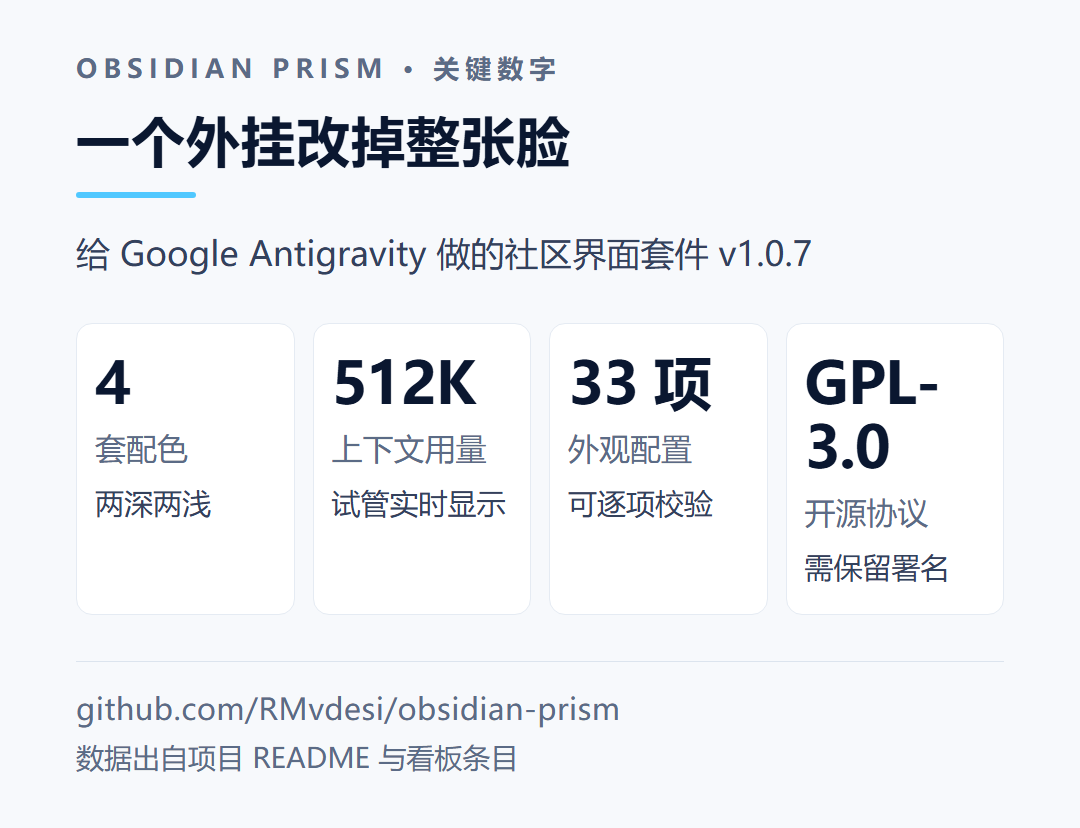 OBSIDIAN PRISM • 关键数字
一个外挂改掉整张脸
给 Google Antigravity 做的社区界面套件 v1.0.7
4
套配色
两深两浅
512K
上下文用量
试管实时显示
33 项
外观配置
可逐项校验
GPL-
3.0
开源协议
需保留署名
github.com/RMvdesi/obsidian-prism
数据出自项目 README 与看板条目